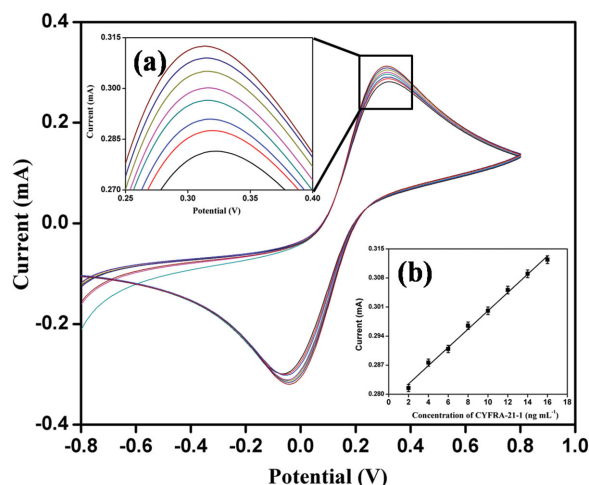 0.4
0.2
0.0
-0.2
-0.4
Current (mA)
-0.8 -0.6 -0.4 -0.2 0.0 0.2 0.4 0.6 0.8 1.0
Potential (V)
(a)
0.315
0.300
0.285
0.270
Current (mA)
0.25 0.30 0.35 0.40
Potential (V)
(b)
0.315
0.308
0.301
0.294
0.287
0.280
Current (mA)
0 2 4 6 8 10 12 14 16 18
Concentration of CYFRA-21-1 (ng mL⁻¹)